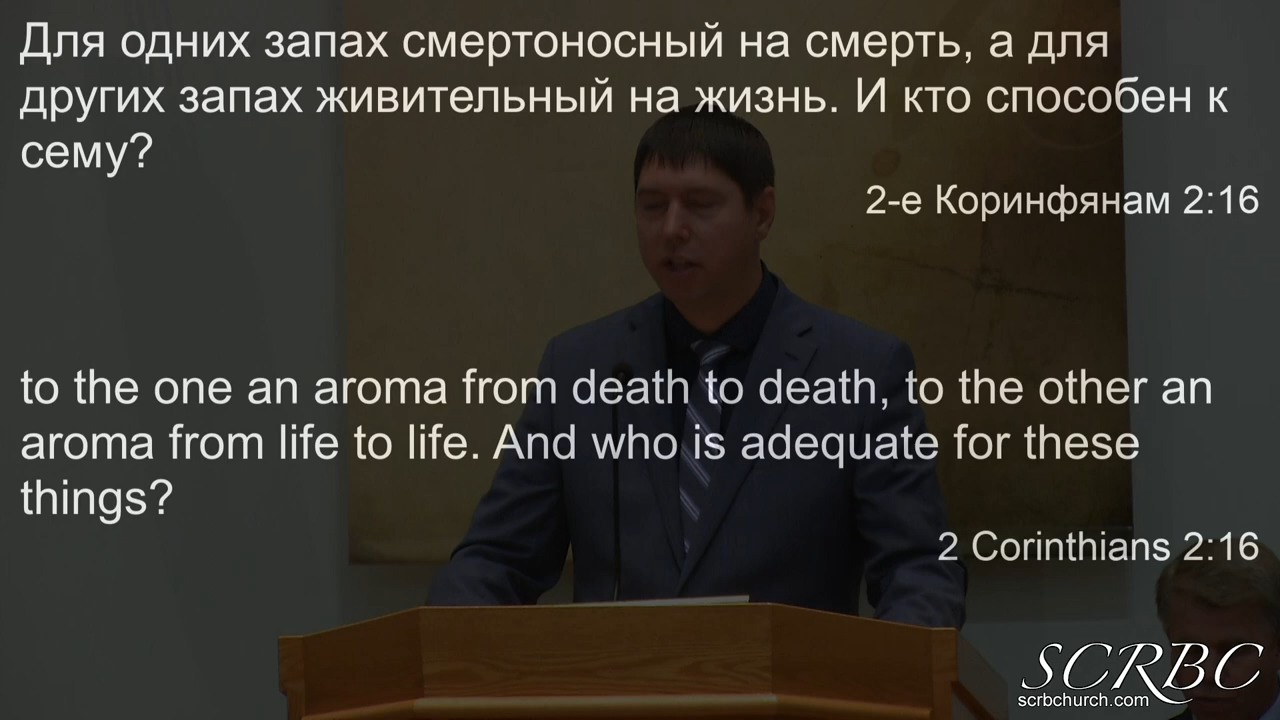 Для одних запах смертоносный на смерть, а для
других запах живительный на жизнь. И кто способен к
сему?
2-е Коринфянам 2:16
to the one an aroma from death to death, to the other an
aroma from life to life. And who is adequate for these
things?
2 Corinthians 2:16
SCRBC
scrbchurch.com